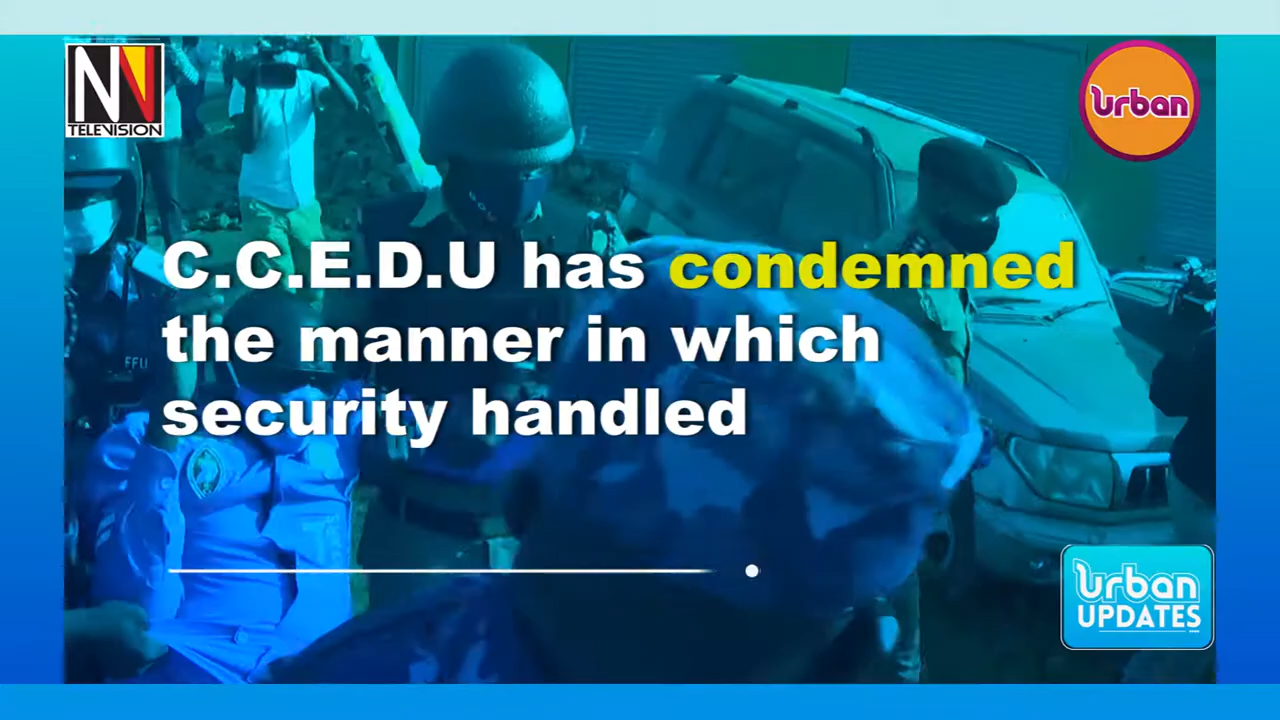 NV
TELEVISION
Urban
C.C.E.D.U has condemned
the manner in which
security handled
FFU
Urban
UPDATES